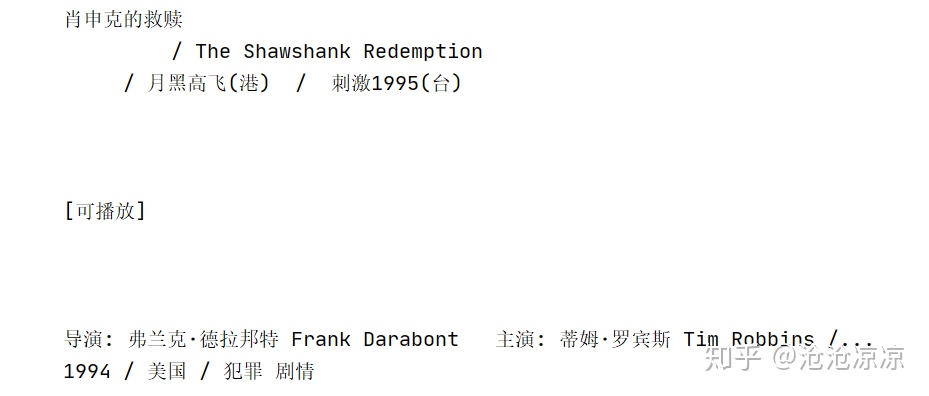 肖申克的救赎
/ The Shawshank Redemption
/ 月黑高飞(港) / 刺激1995(台)
[可播放]
导演: 弗兰克·德拉邦特 Frank Darabont 主演: 蒂姆·罗宾斯 Tim Robbins /...
1994 / 美国 / 犯罪 剧情
知乎 @沧沧凉凉